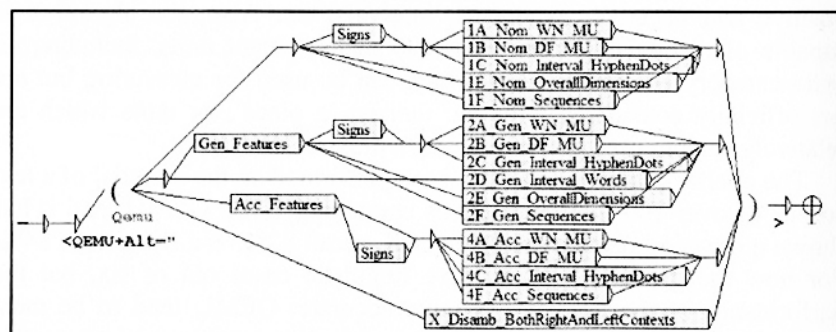 Signs
1A_Nom_WN_MU
1B_Nom_DF_MU
1C_Nom_Interval_HyphenDots
1E_Nom_OverallDimensions
1F_Nom_Sequences
Gen_Features
Signs
2A_Gen_WN_MU
2B_Gen_DF_MU
2C_Gen_Interval_HyphenDots
2D_Gen_Interval_Words
2E_Gen_OverallDimensions
2F_Gen_Sequences
(
Qemu
<QEMU+Alt="
Acc_Features
Signs
4A_Acc_WN_MU
4B_Acc_DF_MU
4C_Acc_Interval_HyphenDots
4F_Acc_Sequences
X_Disamb_BothRightAndLeftContexts
)
>